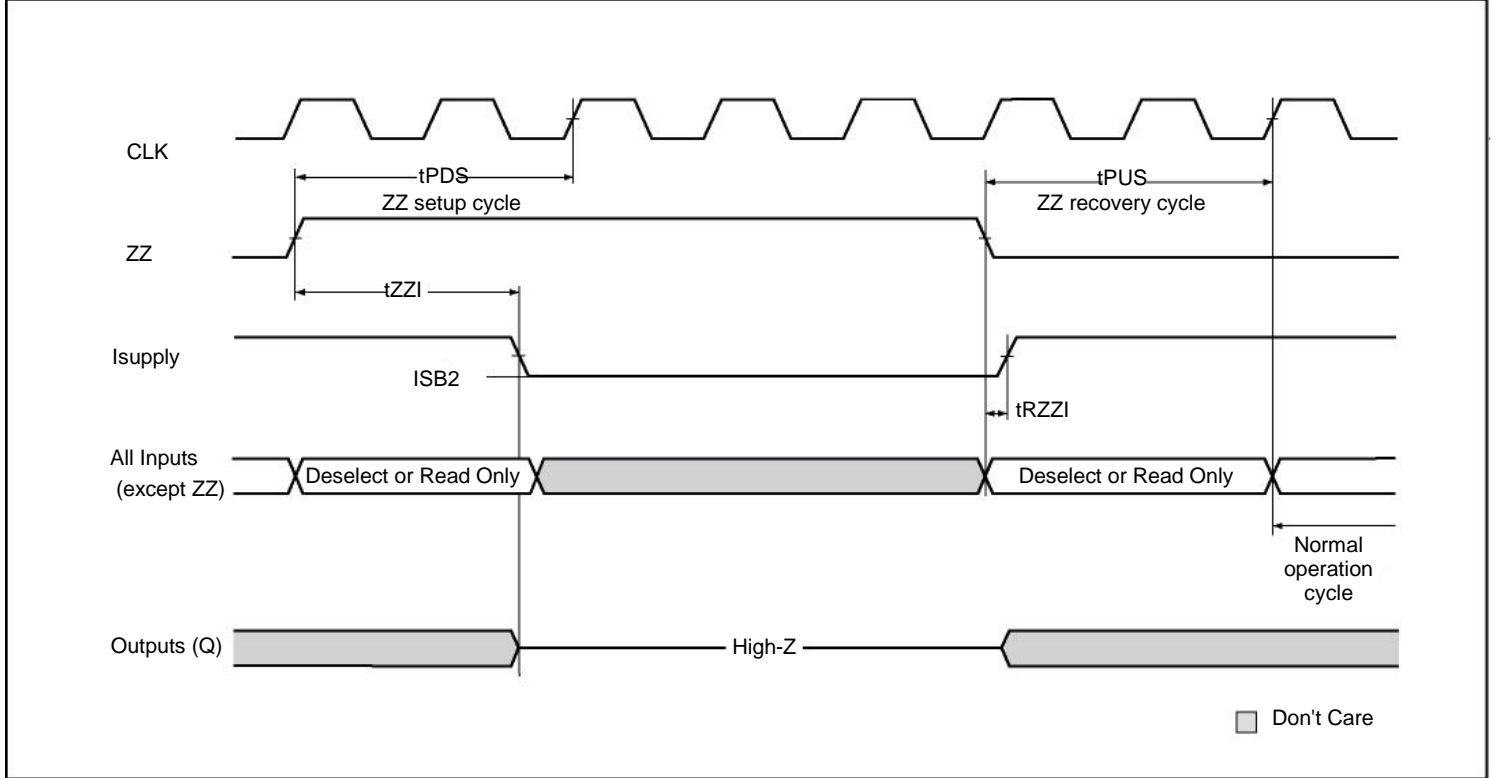 CLK
tPDS
ZZ setup cycle
tPUS
ZZ recovery cycle
ZZ
tZZI
Isupply
ISB2
tRZZI
All Inputs
(except ZZ)
Deselect or Read Only
Deselect or Read Only
Normal
operation
cycle
Outputs (Q)
High-Z
Don't Care